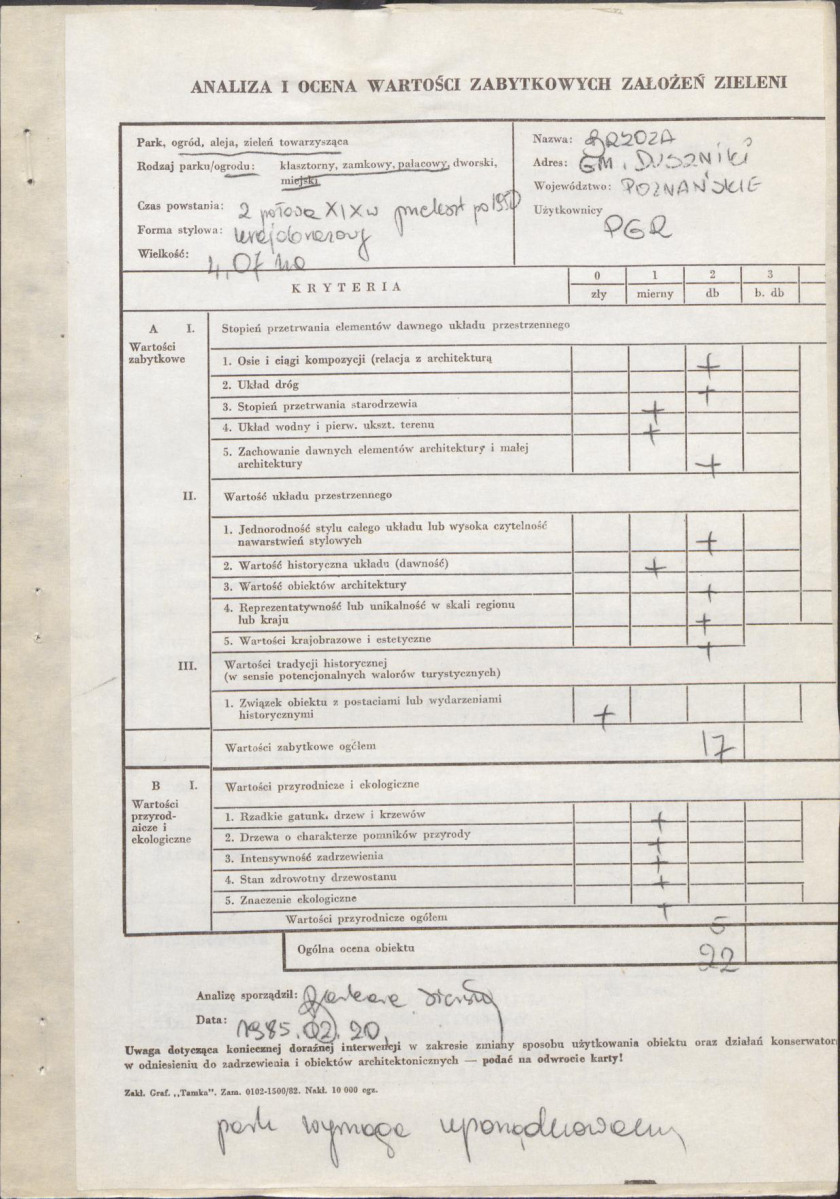 ANALIZA I OCENA WARTOŚCI ZABYTKOWYCH ZAŁOŻEŃ ZIELENI
Park, ogród, aleja, zieleń towarzysząca
Rodzaj parku/ogrodu: klasztorny, zamkowy, pałacowy, dworski,
miejski
Czas powstania: 2 połowa XIX w przekszt po 1950
Forma stylowa: krajobrazowy
Wielkość: 4,07 ha
Nazwa: BRZOZA
Adres: GM. DUSZNIKI
Województwo: POZNAŃSKIE
Użytkownicy PGR
KRYTERIA
0 1 2 3
zły mierny db b. db
A I. Stopień przetrwania elementów dawnego układu przestrzennego
Wartości
zabytkowe
1. Osie i ciągi kompozycji (relacja z architekturą +
2. Układ dróg +
3. Stopień przetrwania starodrzewia +
4. Układ wodny i pierw. ukszt. terenu +
5. Zachowanie dawnych elementów architektury i małej
architektury +
II. Wartość układu przestrzennego
1. Jednorodność stylu całego układu lub wysoka czytelność
nawarstwień stylowych +
2. Wartość historyczna układu (dawność) +
3. Wartość obiektów architektury +
4. Reprezentatywność lub unikalność w skali regionu
lub kraju +
5. Wartości krajobrazowe i estetyczne +
III. Wartości tradycji historycznej
(w sensie potencjonalnych walorów turystycznych)
1. Związek obiektu z postaciami lub wydarzeniami
historycznymi +
Wartości zabytkowe ogółem 17
B I. Wartości przyrodnicze i ekologiczne
Wartości
przyrod-
nicze i
ekologiczne
1. Rzadkie gatunk. drzew i krzewów +
2. Drzewa o charakterze pomników przyrody +
3. Intensywność zadrzewienia +
4. Stan zdrowotny drzewostanu +
5. Znaczenie ekologiczne +
Wartości przyrodnicze ogółem 5
Ogólna ocena obiektu 22
Analizę sporządził: Barbara
Data: 1985.02.20
Uwaga dotycząca koniecznej doraźnej interwencji w zakresie zmiany sposobu użytkowania obiektu oraz działań konserwator
w odniesieniu do zadrzewienia i obiektów architektonicznych — podać na odwrocie karty!
Zakł. Graf. „Tamka". Zam. 0102-1500/82. Nakł. 10 000 egz.
park wymaga uporządkowania